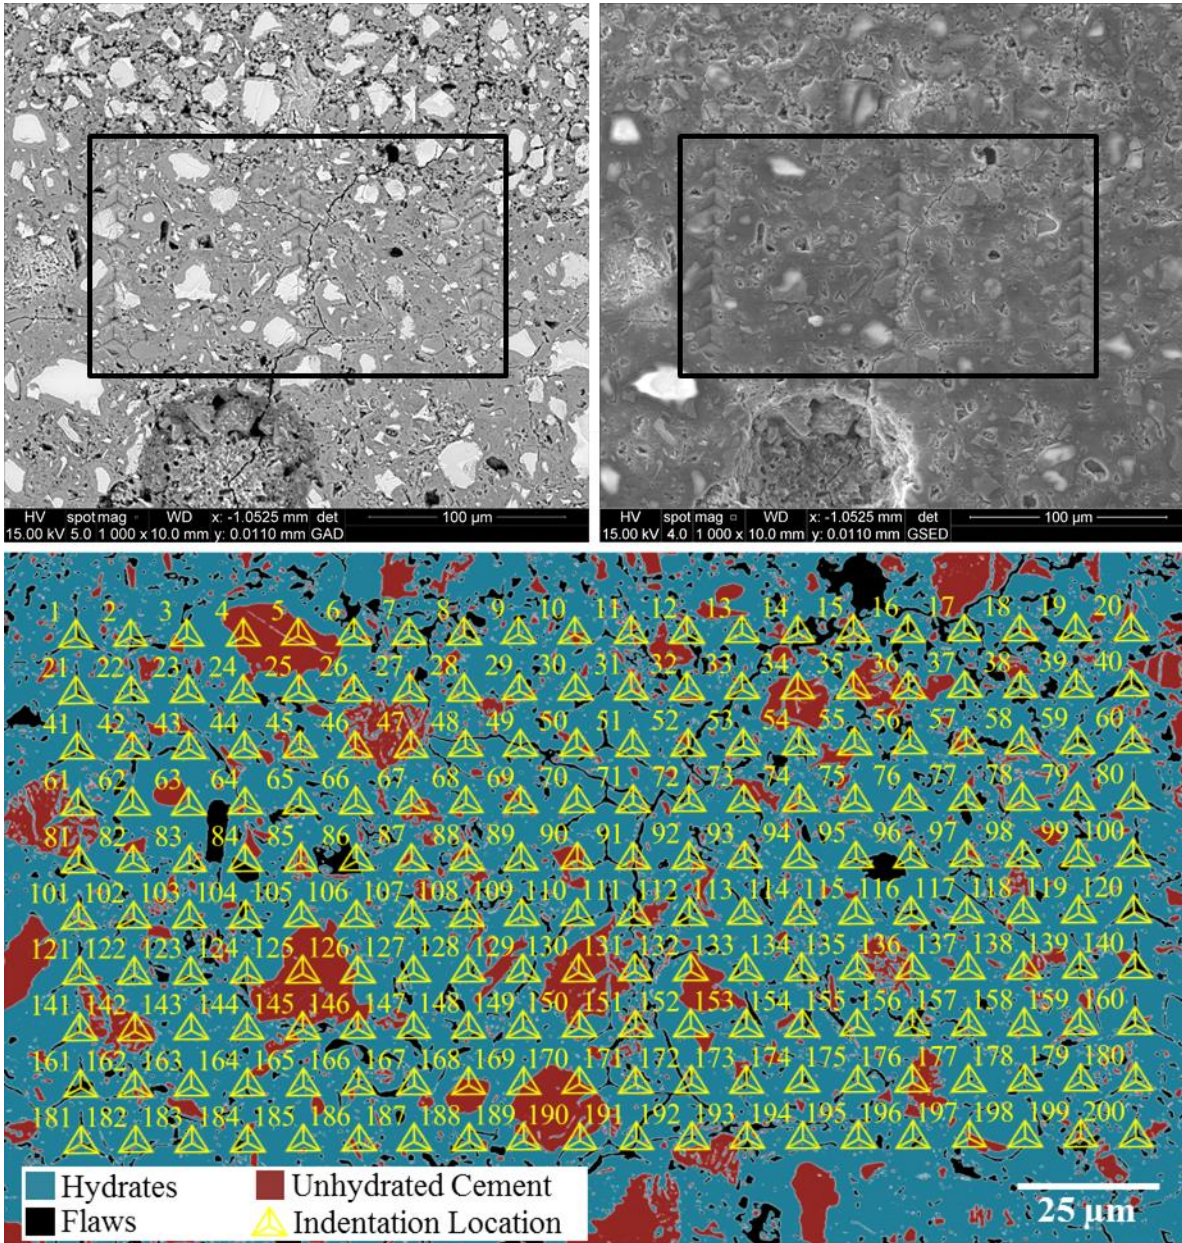 HV spot mag □ WD x: -1.0525 mm det 100 µm
15.00 kV 5.0 1 000 x 10.0 mm y: 0.0110 mm GAD
HV spot mag □ WD x: -1.0525 mm det 100 µm
15.00 kV 4.0 1 000 x 10.0 mm y: 0.0110 mm GSED
1 2 3 4 5 6 7 8 9 10 11 12 13 14 15 16 17 18 19 20
21 22 23 24 25 26 27 28 29 30 31 32 33 34 35 36 37 38 39 40
41 42 43 44 45 46 47 48 49 50 51 52 53 54 55 56 57 58 59 60
61 62 63 64 65 66 67 68 69 70 71 72 73 74 75 76 77 78 79 80
81 82 83 84 85 86 87 88 89 90 91 92 93 94 95 96 97 98 99 100
101 102 103 104 105 106 107 108 109 110 111 112 113 114 115 116 117 118 119 120
121 122 123 124 125 126 127 128 129 130 131 132 133 134 135 136 137 138 139 140
141 142 143 144 145 146 147 148 149 150 151 152 153 154 155 156 157 158 159 160
161 162 163 164 165 166 167 168 169 170 171 172 173 174 175 176 177 178 179 180
181 182 183 184 185 186 187 188 189 190 191 192 193 194 195 196 197 198 199 200
Hydrates Unhydrated Cement
Flaws Indentation Location
25 µm